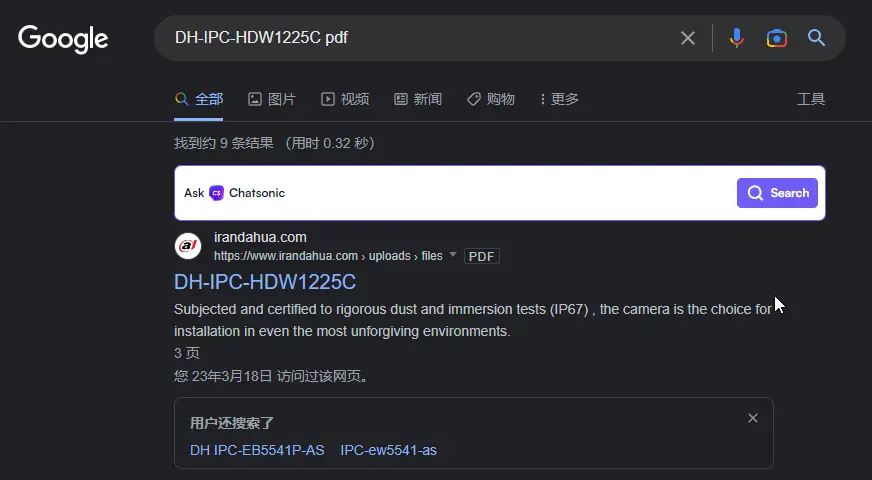 Google
DH-IPC-HDW1225C pdf
全部 图片 视频 新闻 购物 更多 工具
找到约 9 条结果 (用时 0.32 秒)
Ask CS Chatsonic Search
irandahua.com
https://www.irandahua.com › uploads › files PDF
DH-IPC-HDW1225C
Subjected and certified to rigorous dust and immersion tests (IP67) , the camera is the choice for
installation in even the most unforgiving environments.
3 页
您 23年3月18日 访问过该网页。
用户还搜索了
DH IPC-EB5541P-AS IPC-ew5541-as